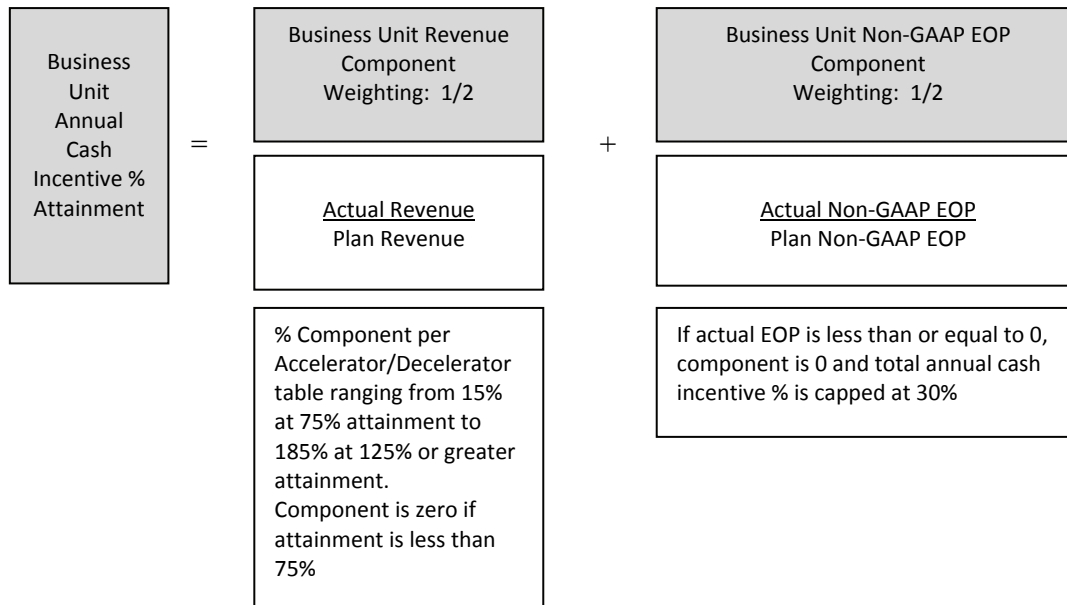 Business
Unit
Annual
Cash
Incentive %
Attainment
=
Business Unit Revenue
Component
Weighting: 1/2
Actual Revenue
Plan Revenue
% Component per
Accelerator/Decelerator
table ranging from 15%
at 75% attainment to
185% at 125% or greater
attainment.
Component is zero if
attainment is less than
75%
+
Business Unit Non-GAAP EOP
Component
Weighting: 1/2
Actual Non-GAAP EOP
Plan Non-GAAP EOP
If actual EOP is less than or equal to 0,
component is 0 and total annual cash
incentive % is capped at 30%